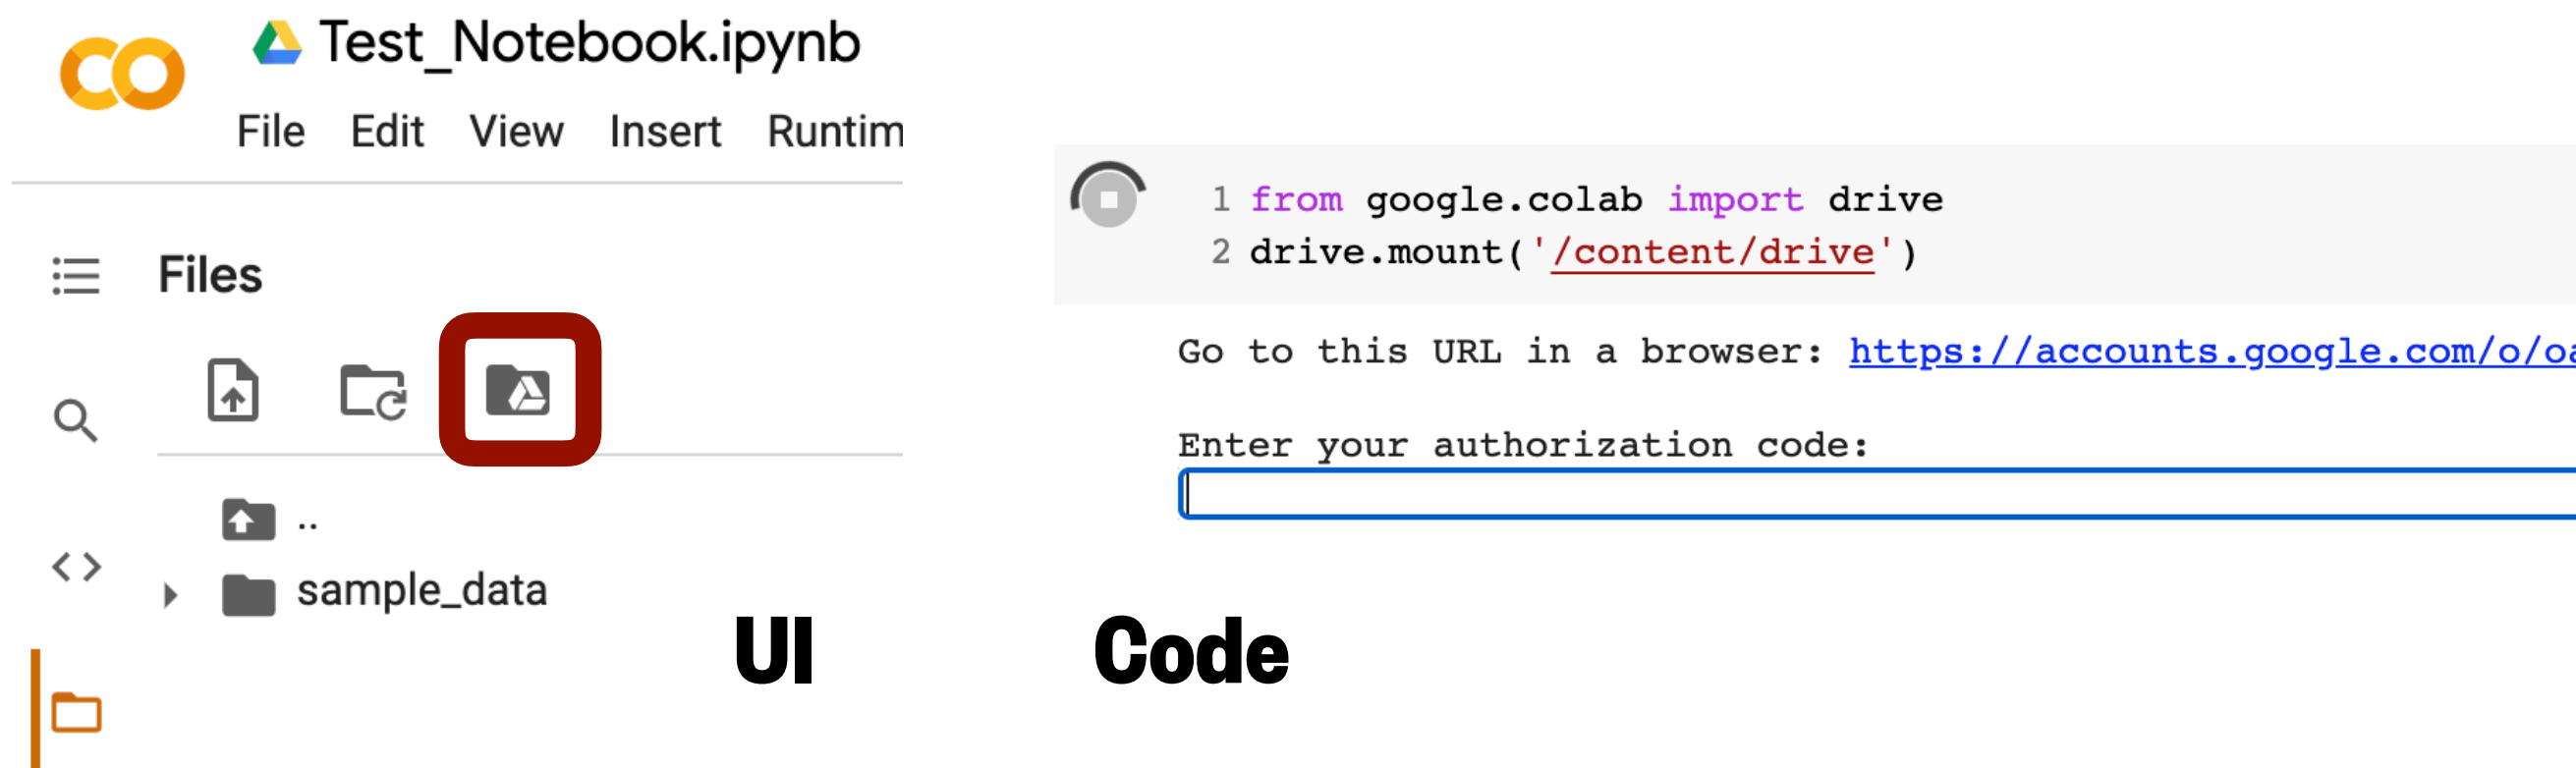 Test_Notebook.ipynb
File Edit View Insert Runtim
Files
..
sample_data
UI
1 from google.colab import drive
2 drive.mount('/content/drive')
Go to this URL in a browser: https://accounts.google.com/o/oa
Enter your authorization code:
Code